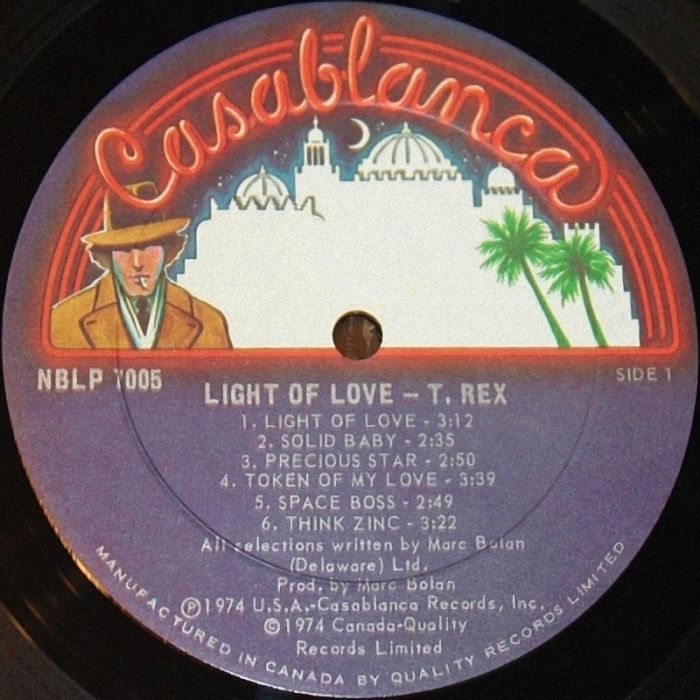 Casablanca
NBLP 7005
SIDE 1
LIGHT OF LOVE – T. REX
1. LIGHT OF LOVE - 3:12
2. SOLID BABY - 2:35
3. PRECIOUS STAR - 2:50
4. TOKEN OF MY LOVE - 3:39
5. SPACE BOSS - 2:49
6. THINK ZINC - 3:22
All selections written by Marc Bolan
(Delaware) Ltd.
Prod. by Marc Bolan
Ⓟ1974 U.S.A.-Casablanca Records, Inc.
©1974 Canada-Quality
Records Limited
MANUFACTURED IN CANADA BY QUALITY RECORDS LIMITED